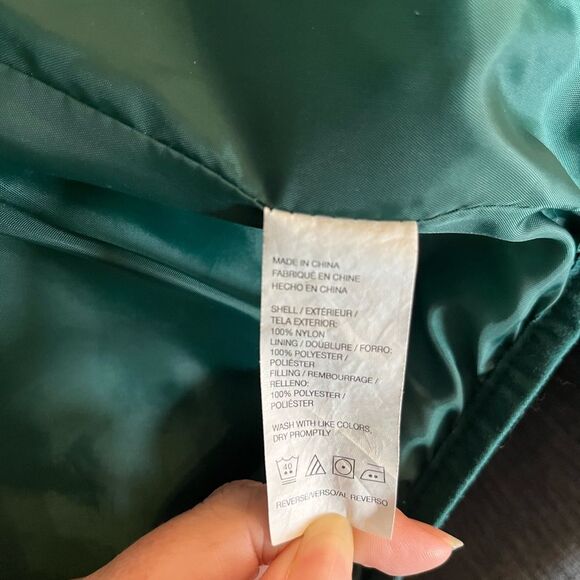 MADE IN CHINA
FABRIQUÉ EN CHINE
HECHO EN CHINA
SHELL / EXTÉRIEUR /
TELA EXTERIOR:
100% NYLON
LINING / DOUBLURE / FORRO:
100% POLYESTER /
POLIÉSTER
FILLING / REMBOURRAGE /
RELLENO:
100% POLYESTER /
POLIÉSTER
WASH WITH LIKE COLORS,
DRY PROMPTLY
40
REVERSE/VERSO/AL REVERSO